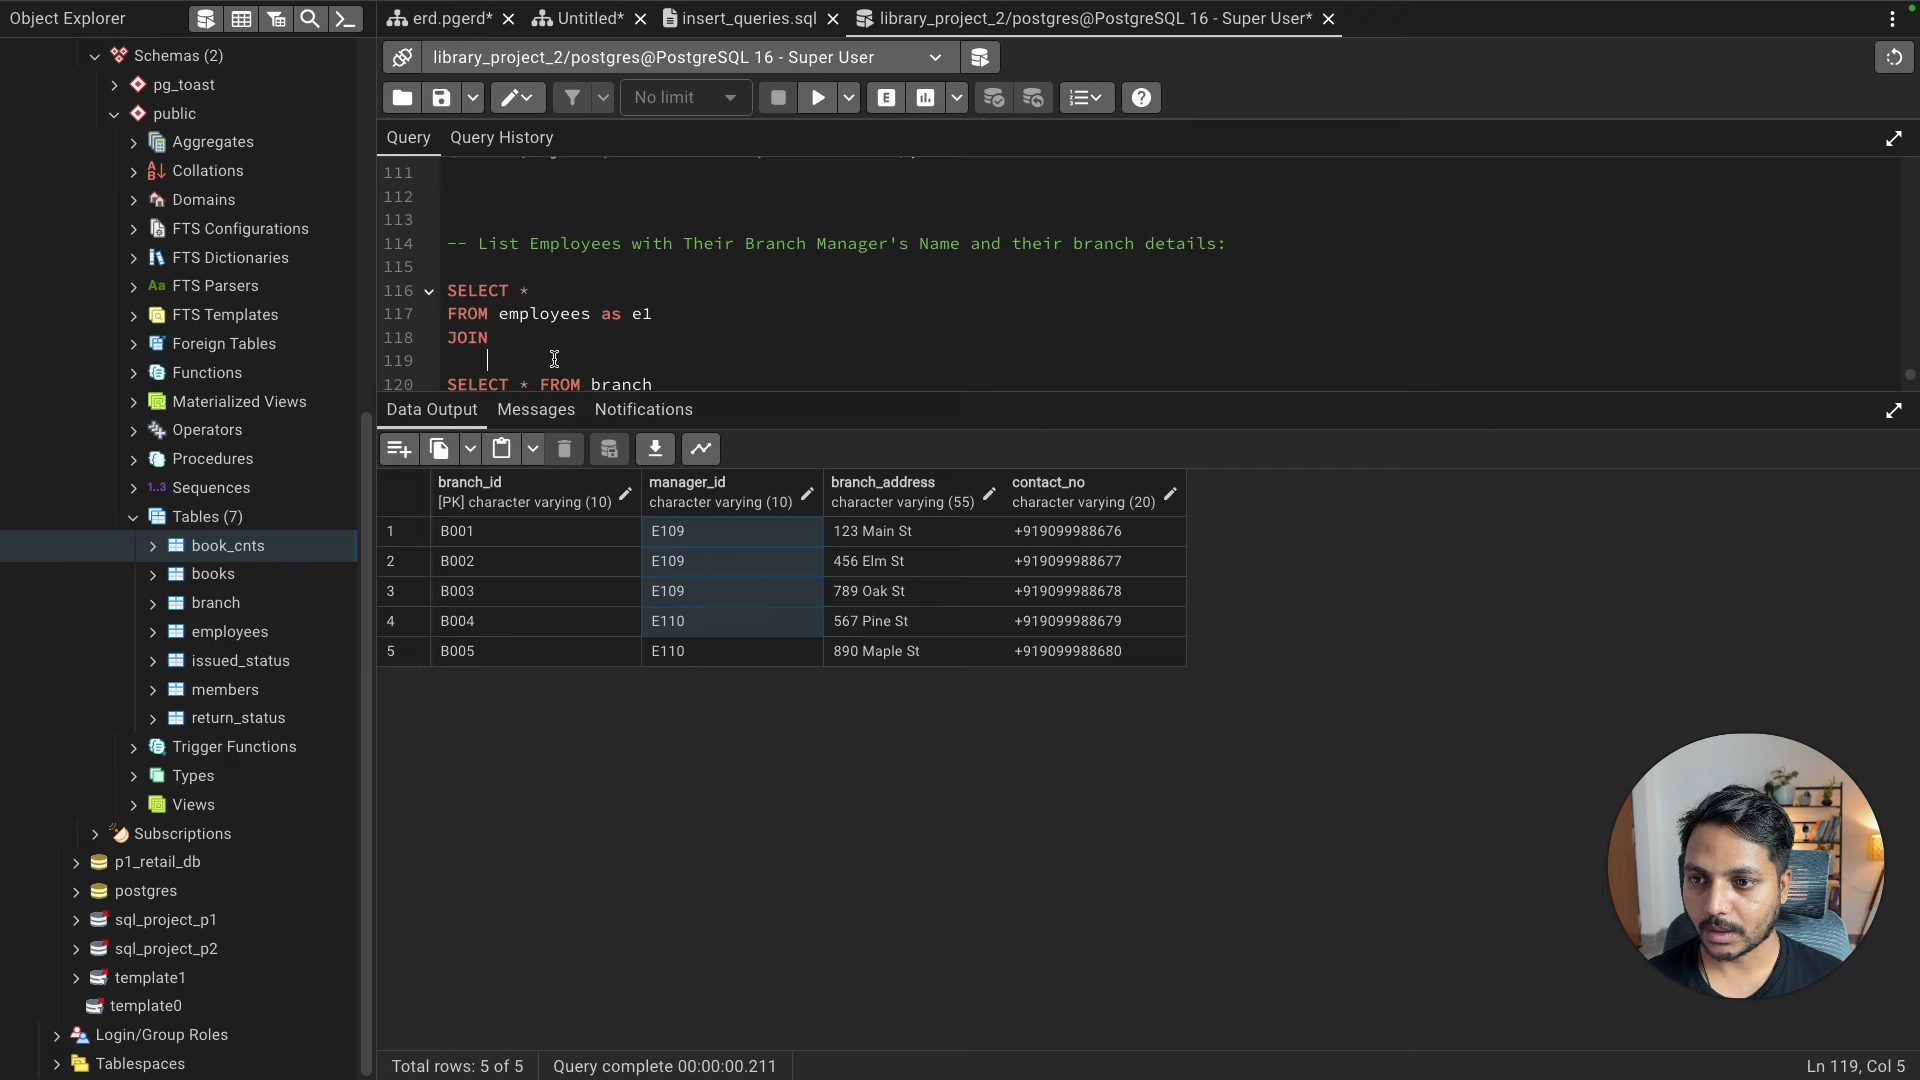 Object Explorer
erd.pgerd*
Untitled*
insert_queries.sql
library_project_2/postgres@PostgreSQL 16 - Super User*
library_project_2/postgres@PostgreSQL 16 - Super User
No limit
E
Query
Query History
Schemas (2)
pg_toast
public
Aggregates
Collations
Domains
FTS Configurations
FTS Dictionaries
Aa FTS Parsers
FTS Templates
Foreign Tables
Functions
Materialized Views
Operators
Procedures
1..3 Sequences
Tables (7)
book_cnts
books
branch
employees
issued_status
members
return_status
Trigger Functions
Types
Views
Subscriptions
p1_retail_db
postgres
sql_project_p1
sql_project_p2
template1
template0
Login/Group Roles
Tablespaces
111
112
113
114 -- List Employees with Their Branch Manager's Name and their branch details:
115
116 SELECT *
117 FROM employees as e1
118 JOIN
119
120 SELECT * FROM branch
Data Output
Messages
Notifications
branch_id
[PK] character varying (10)
manager_id
character varying (10)
branch_address
character varying (55)
contact_no
character varying (20)
1 B001 E109 123 Main St +919099988676
2 B002 E109 456 Elm St +919099988677
3 B003 E109 789 Oak St +919099988678
4 B004 E110 567 Pine St +919099988679
5 B005 E110 890 Maple St +919099988680
Total rows: 5 of 5
Query complete 00:00:00.211
Ln 119, Col 5